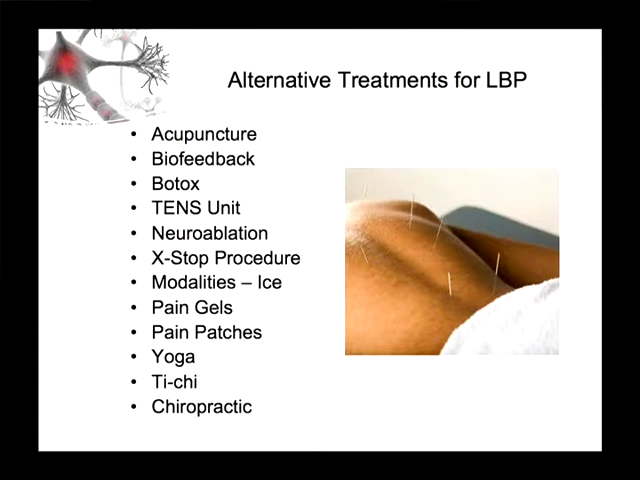 Alternative Treatments for LBP
• Acupuncture
• Biofeedback
• Botox
• TENS Unit
• Neuroablation
• X-Stop Procedure
• Modalities – Ice
• Pain Gels
• Pain Patches
• Yoga
• Ti-chi
• Chiropractic